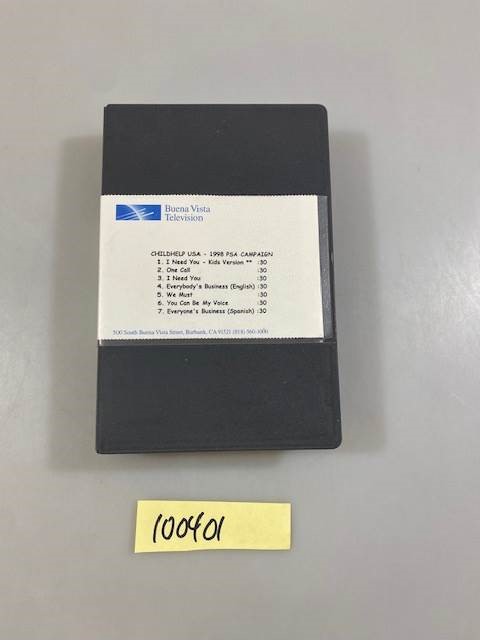 Buena Vista
Television
CHILDHELP USA - 1998 PSA CAMPAIGN
1. I Need You - Kids Version ** :30
2. One Call :30
3. I Need You :30
4. Everybody's Business (English) :30
5. We Must :30
6. You Can Be My Voice :30
7. Everyone's Business (Spanish) :30
500 South Buena Vista Street, Burbank, CA 91521 (818) 560-1000
100401